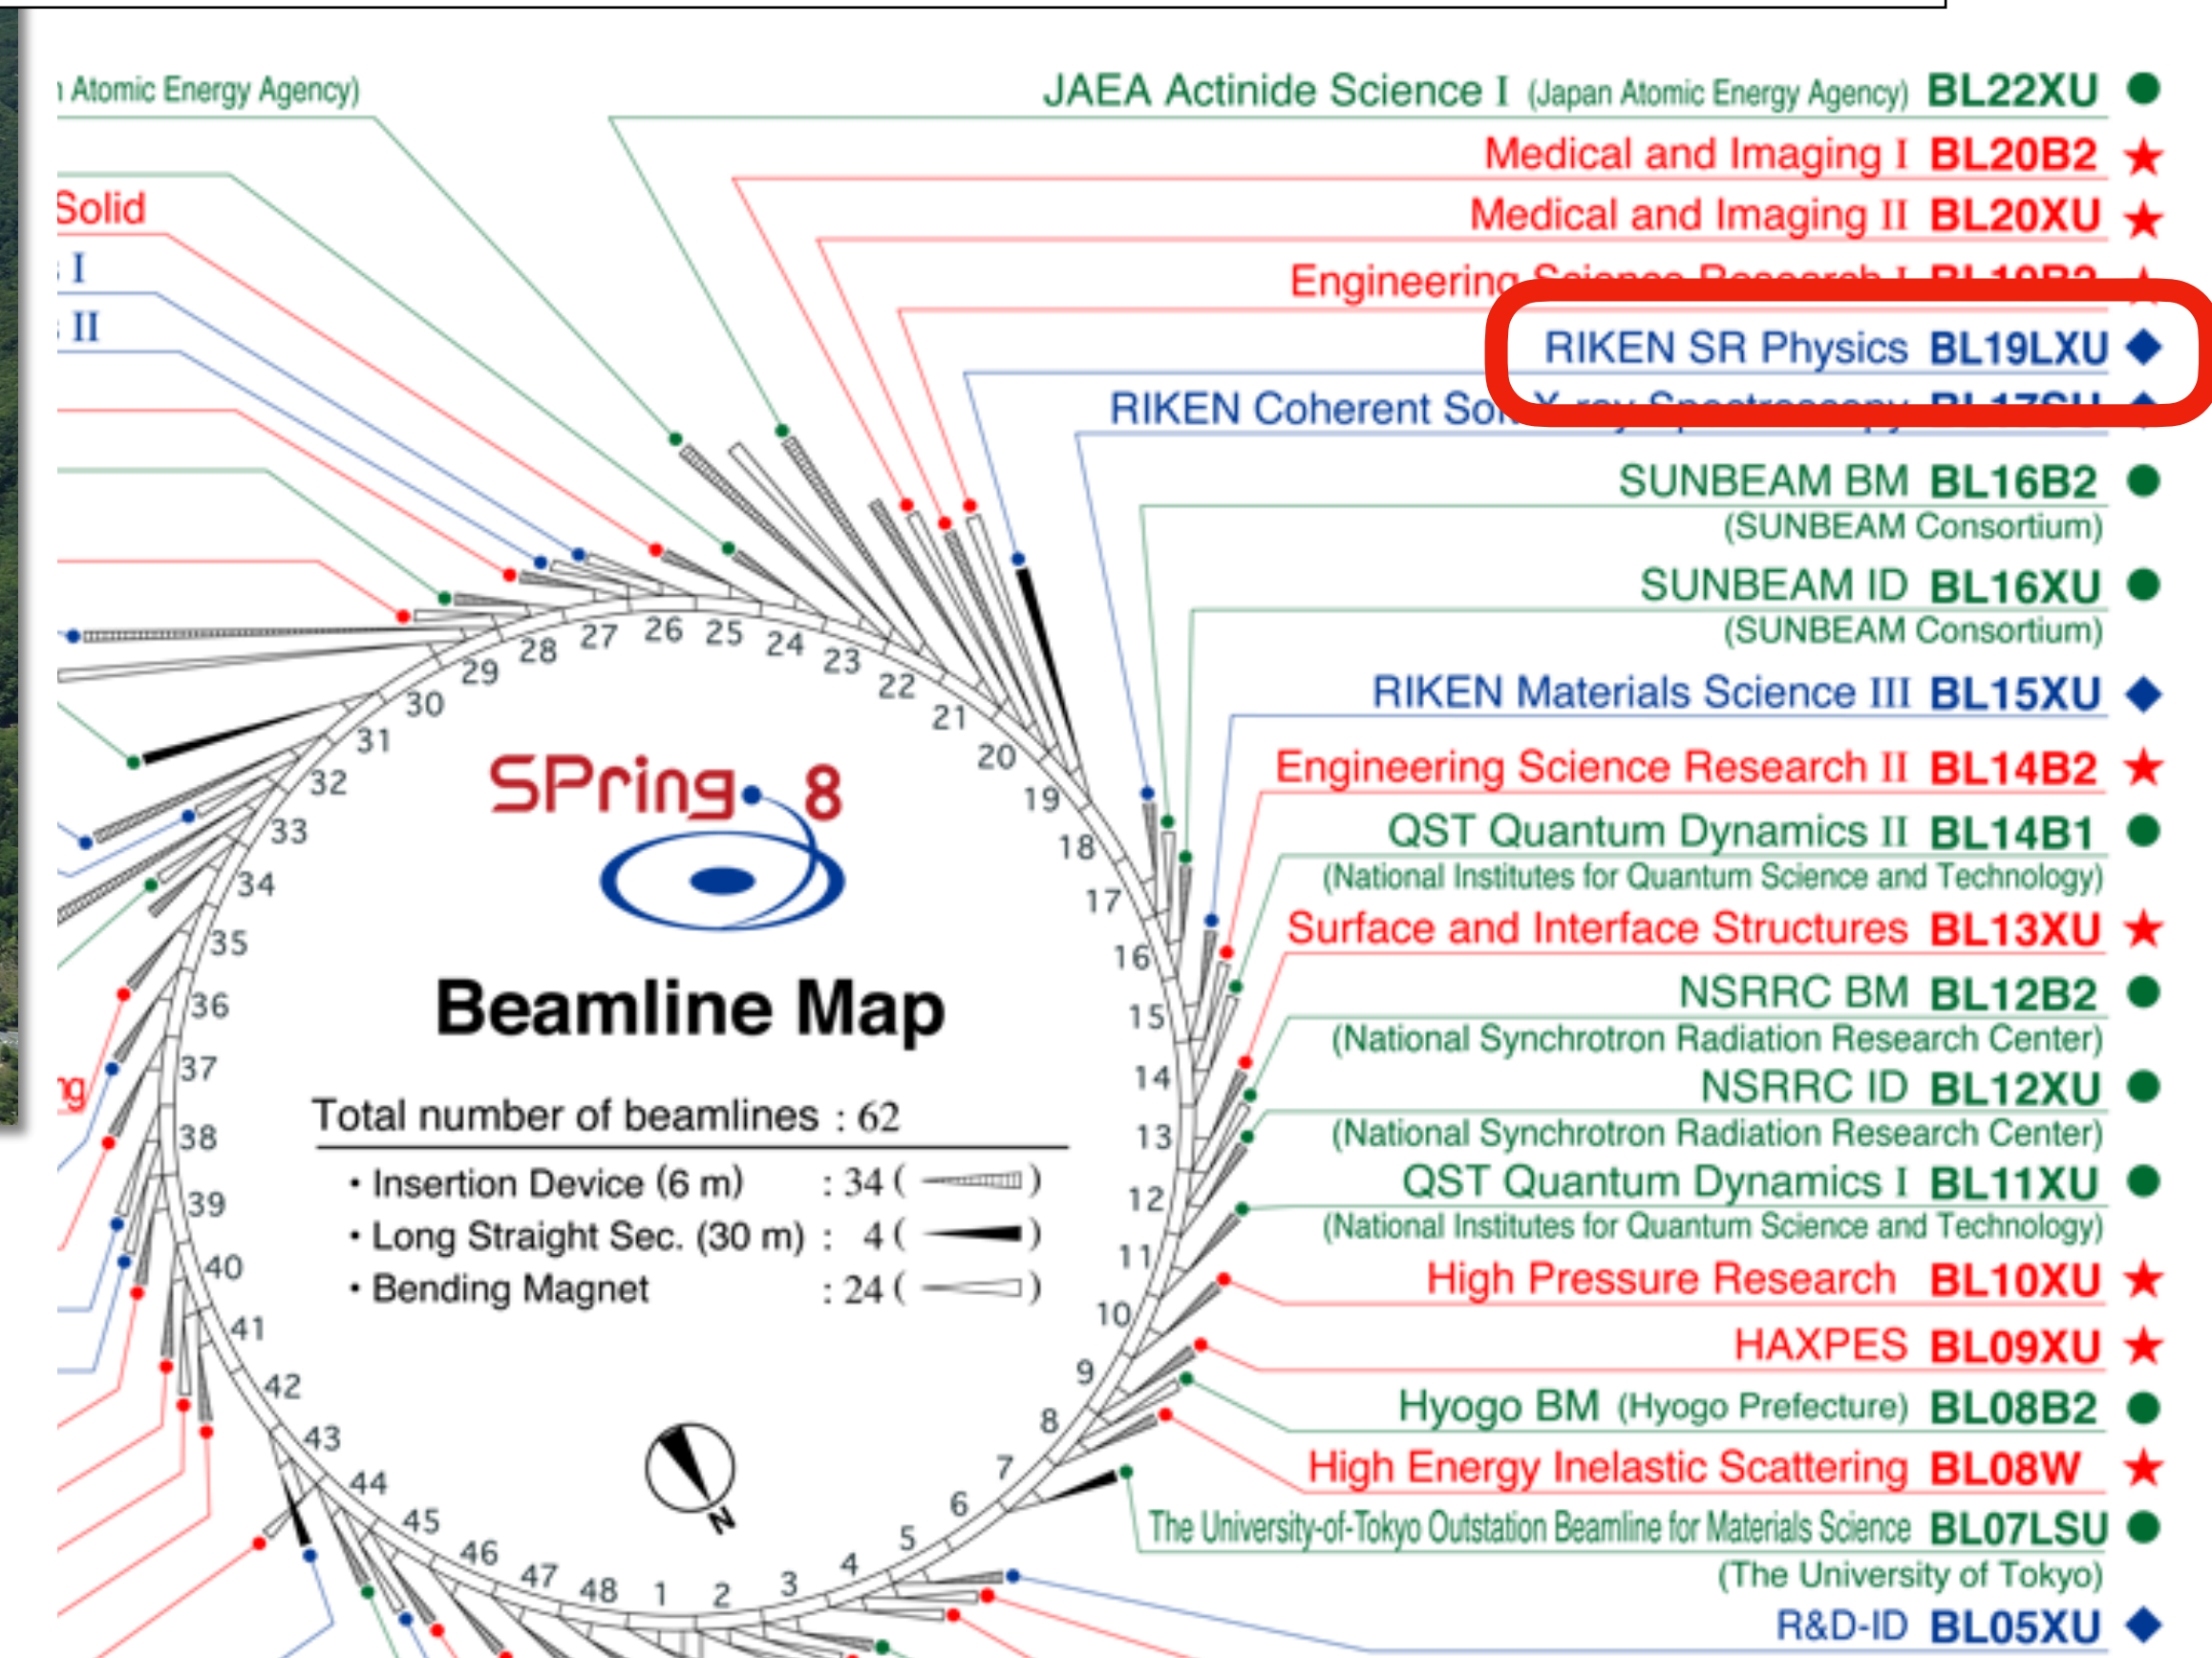 Atomic Energy Agency)
Solid
I
II
JAEA Actinide Science I (Japan Atomic Energy Agency) BL22XU
Medical and Imaging I BL20B2
Medical and Imaging II BL20XU
Engineering Science Research I BL19B2
RIKEN SR Physics BL19LXU
RIKEN Coherent Soft X-ray Spectroscopy BL17SU
SUNBEAM BM BL16B2
(SUNBEAM Consortium)
SUNBEAM ID BL16XU
(SUNBEAM Consortium)
RIKEN Materials Science III BL15XU
Engineering Science Research II BL14B2
QST Quantum Dynamics II BL14B1
(National Institutes for Quantum Science and Technology)
Surface and Interface Structures BL13XU
NSRRC BM BL12B2
(National Synchrotron Radiation Research Center)
NSRRC ID BL12XU
(National Synchrotron Radiation Research Center)
QST Quantum Dynamics I BL11XU
(National Institutes for Quantum Science and Technology)
High Pressure Research BL10XU
HAXPES BL09XU
Hyogo BM (Hyogo Prefecture) BL08B2
High Energy Inelastic Scattering BL08W
The University-of-Tokyo Outstation Beamline for Materials Science BL07LSU
(The University of Tokyo)
R&D-ID BL05XU
SPring-8
Beamline Map
Total number of beamlines : 62
• Insertion Device (6 m) : 34 ( )
• Long Straight Sec. (30 m) : 4 ( )
• Bending Magnet : 24 ( )
N
1
2
3
4
5
6
7
8
9
10
11
12
13
14
15
16
17
18
19
20
21
22
23
24
25
26
27
28
29
30
31
32
33
34
35
36
37
38
39
40
41
42
43
44
45
46
47
48